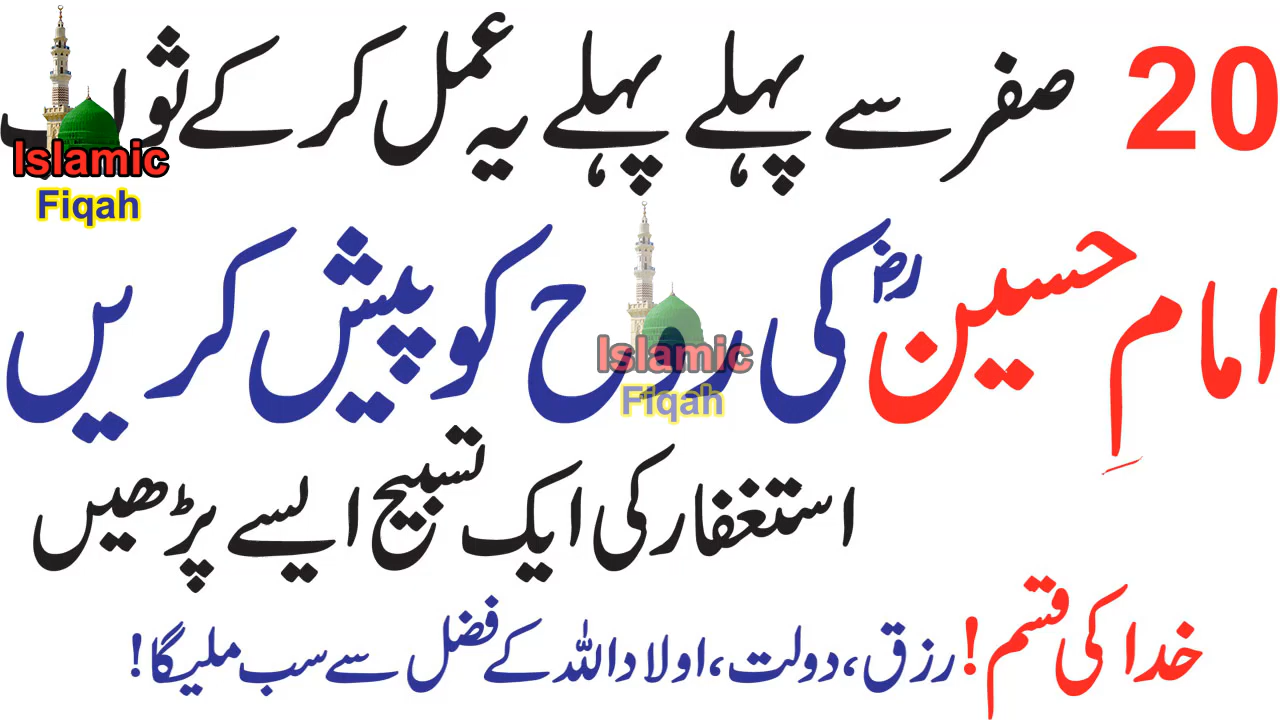 20 صفر سے پہلے پہلے یہ عمل کر کے ثواب
امامِ حسینؓ کی روح کو پیش کریں
استغفار کی ایک تسبیح ایسے پڑھیں
خدا کی قسم! رزق، دولت، اولاد اللہ کے فضل سے سب ملیگا!
Islamic
Fiqah
Islamic
Fiqah